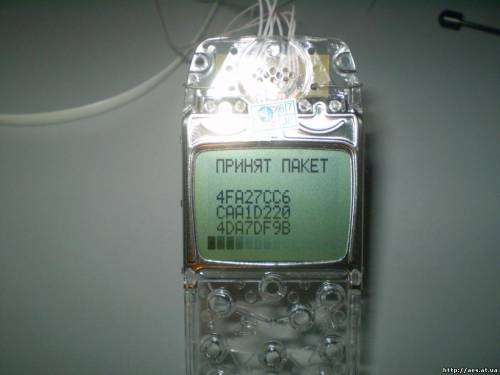 ПРИНЯТ ПАКЕТ
4FA27CC6
CAA1D220
4DA7DF9B
http://aes.at.ua